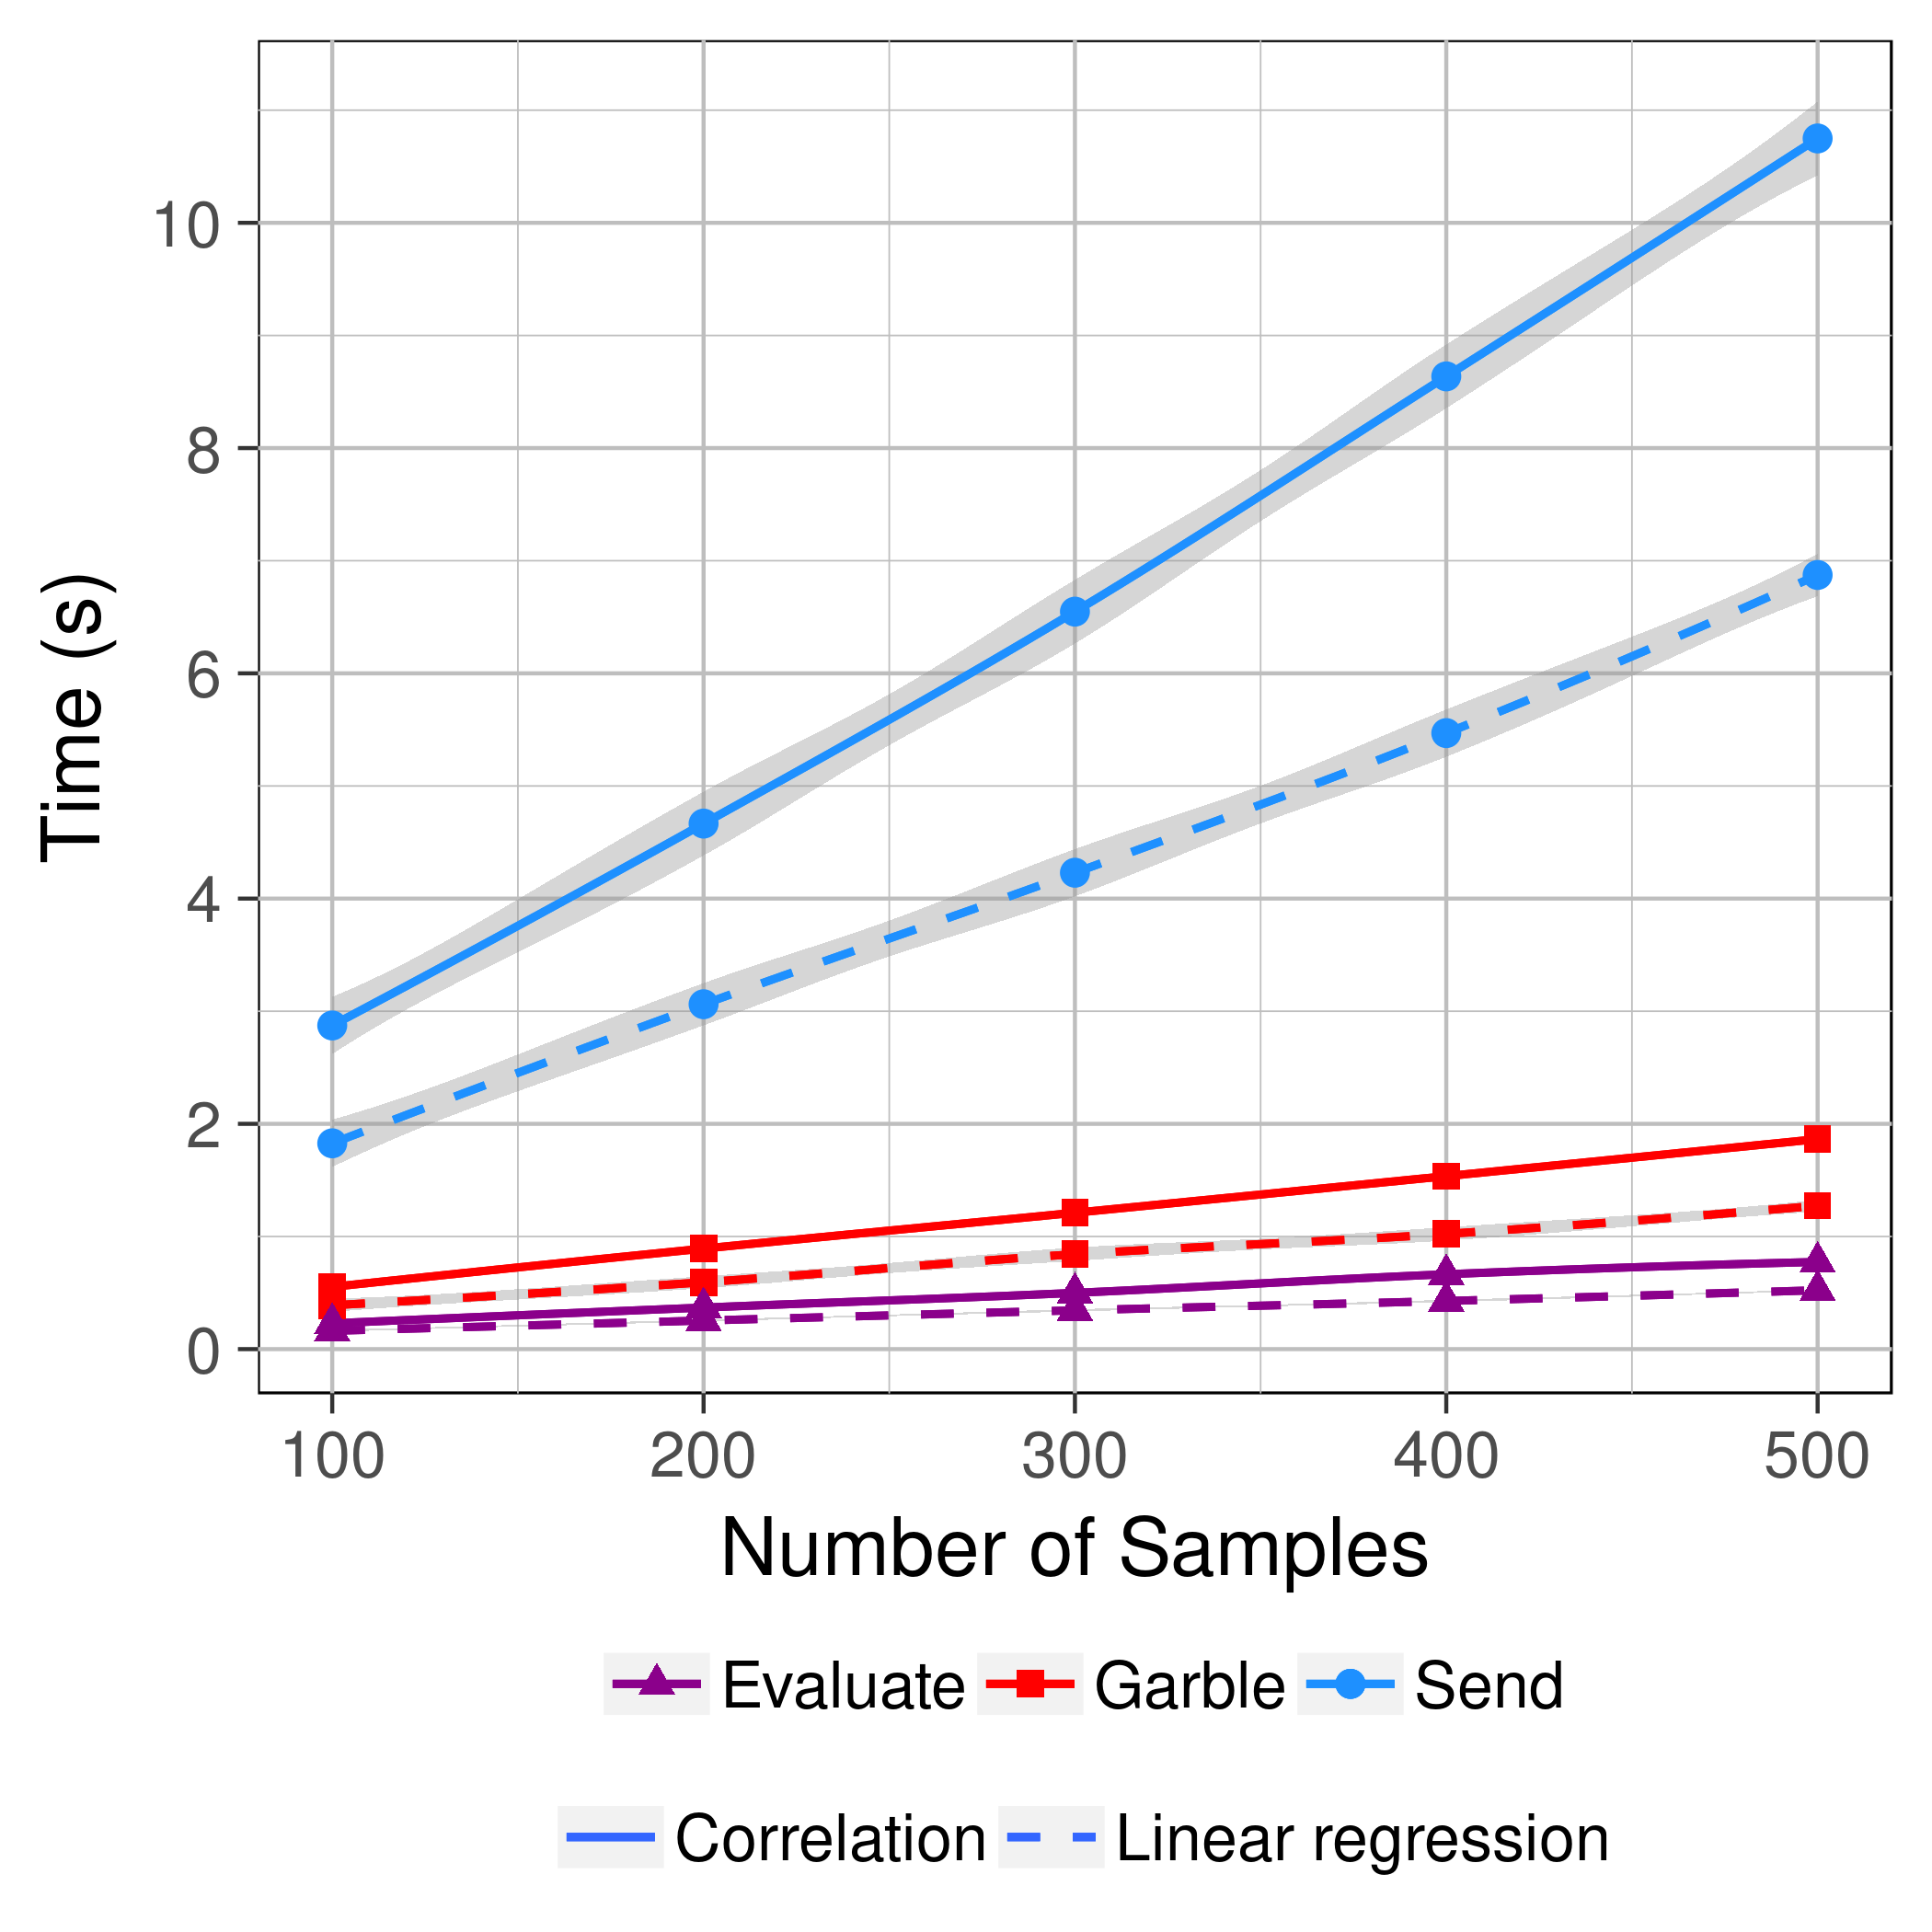 Time (s)
10
8
6
4
2
0
100 200 300 400 500
Number of Samples
Evaluate Garble Send
Correlation Linear regression